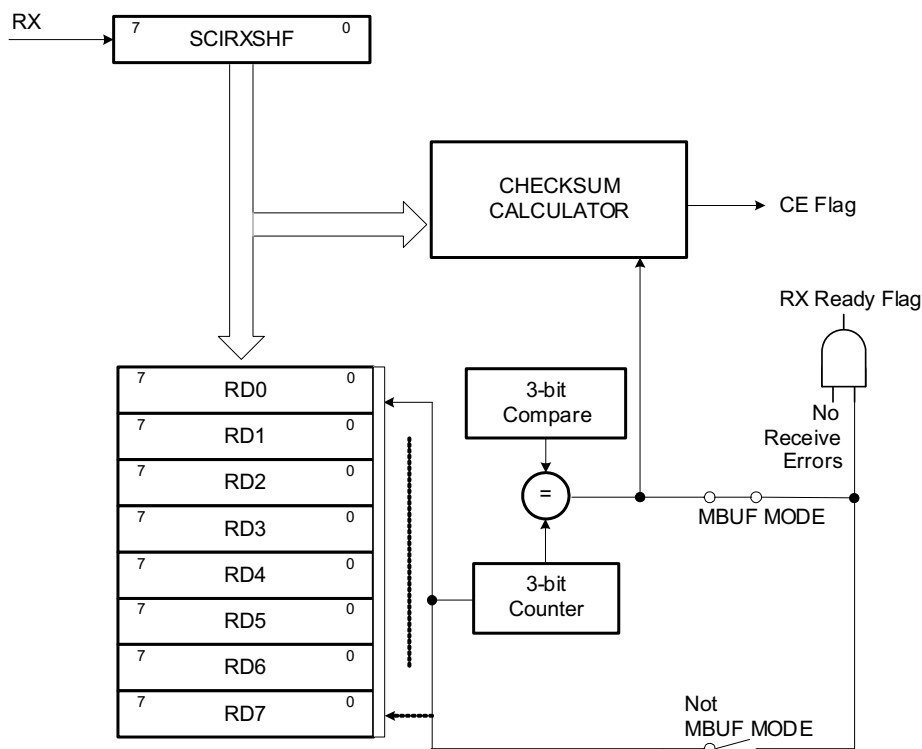 RX
7 SCIRXSHF 0
CHECKSUM
CALCULATOR
CE Flag
RX Ready Flag
No
Receive
Errors
7 RD0 0
7 RD1 0
7 RD2 0
7 RD3 0
7 RD4 0
7 RD5 0
7 RD6 0
7 RD7 0
3-bit
Compare
=
MBUF MODE
3-bit
Counter
Not
MBUF MODE